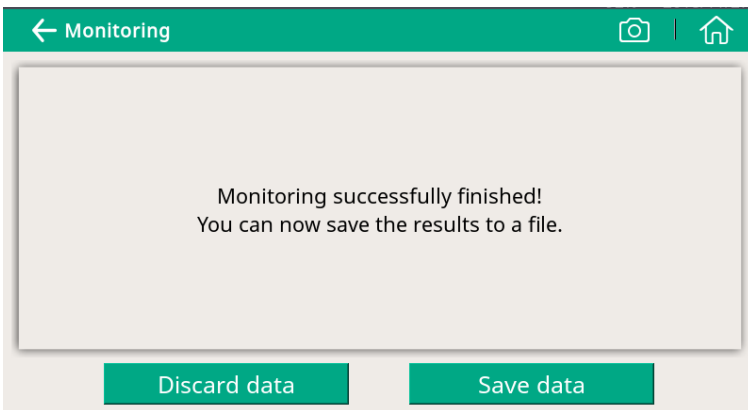 Monitoring
Monitoring successfully finished!
You can now save the results to a file.
Discard data
Save data